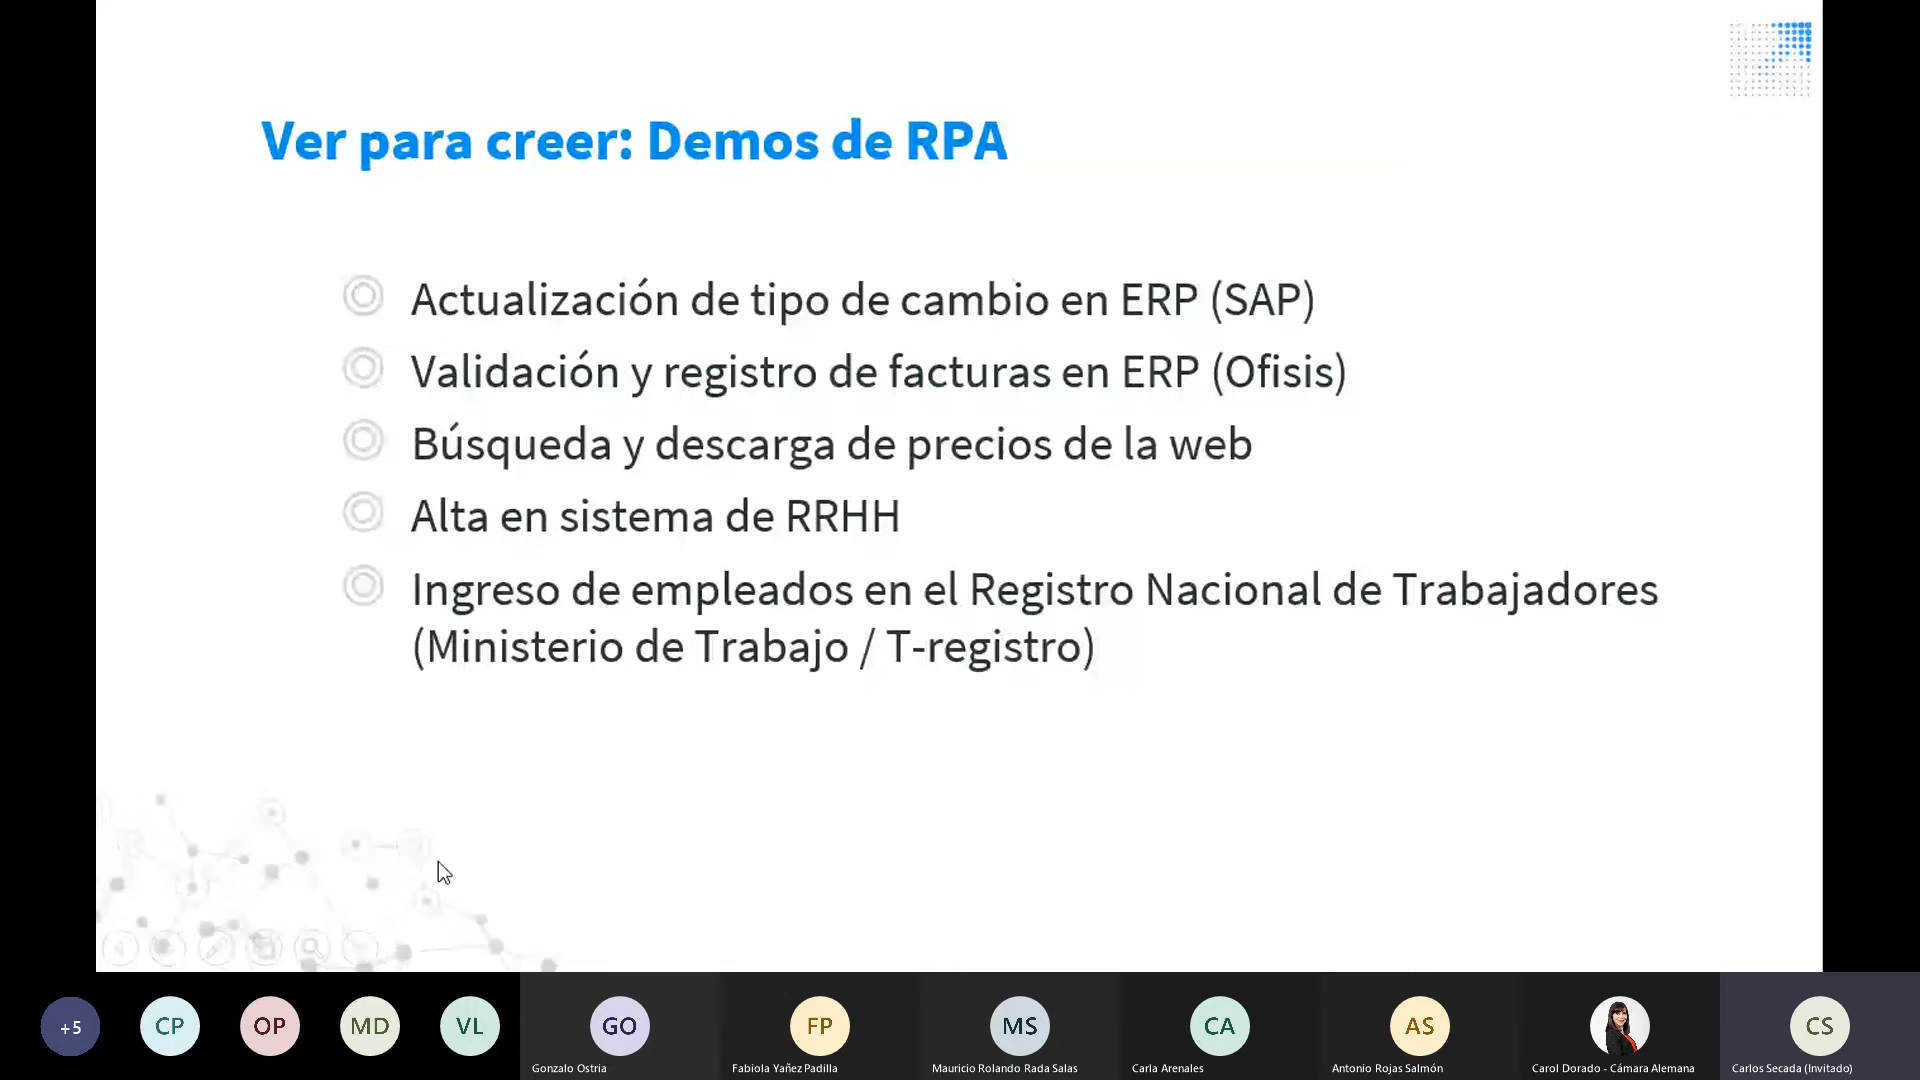 Ver para creer: Demos de RPA
Actualización de tipo de cambio en ERP (SAP)
Validación y registro de facturas en ERP (Ofisis)
Búsqueda y descarga de precios de la web
Alta en sistema de RRHH
Ingreso de empleados en el Registro Nacional de Trabajadores
(Ministerio de Trabajo / T-registro)
+5
CP
OP
MD
VL
GO
FP
MS
CA
AS
CS
Gonzalo Ostria
Fabiola Yañez Padilla
Mauricio Rolando Rada Salas
Carla Arenales
Antonio Rojas Salmón
Carol Dorado - Cámara Alemana
Carlos Secada (Invitado)